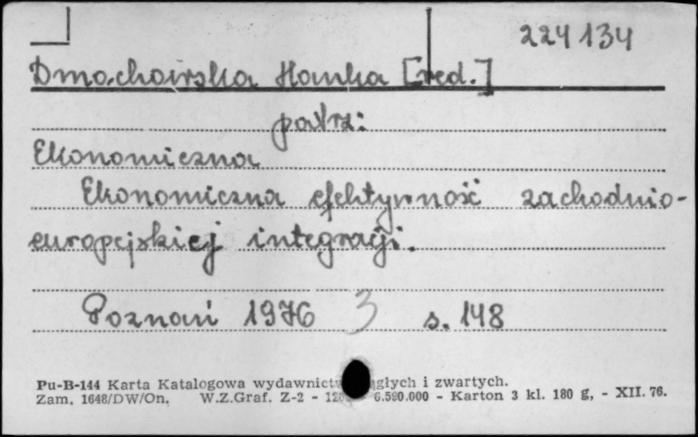 224134
Dmochowska Hanka [red.]
patrz:
Ekonomiczna
Ekonomiczna efektywność zachodnio-
europejskiej integracji.
Poznań 1976 3 s. 148
Pu-B-144 Karta Katalogowa wydawnictw ciągłych i zwartych.
Zam. 1648/DW/On. W.Z.Graf. Z-2 - 6.590.000 - Karton 3 kl. 180 g, - XII. 76.